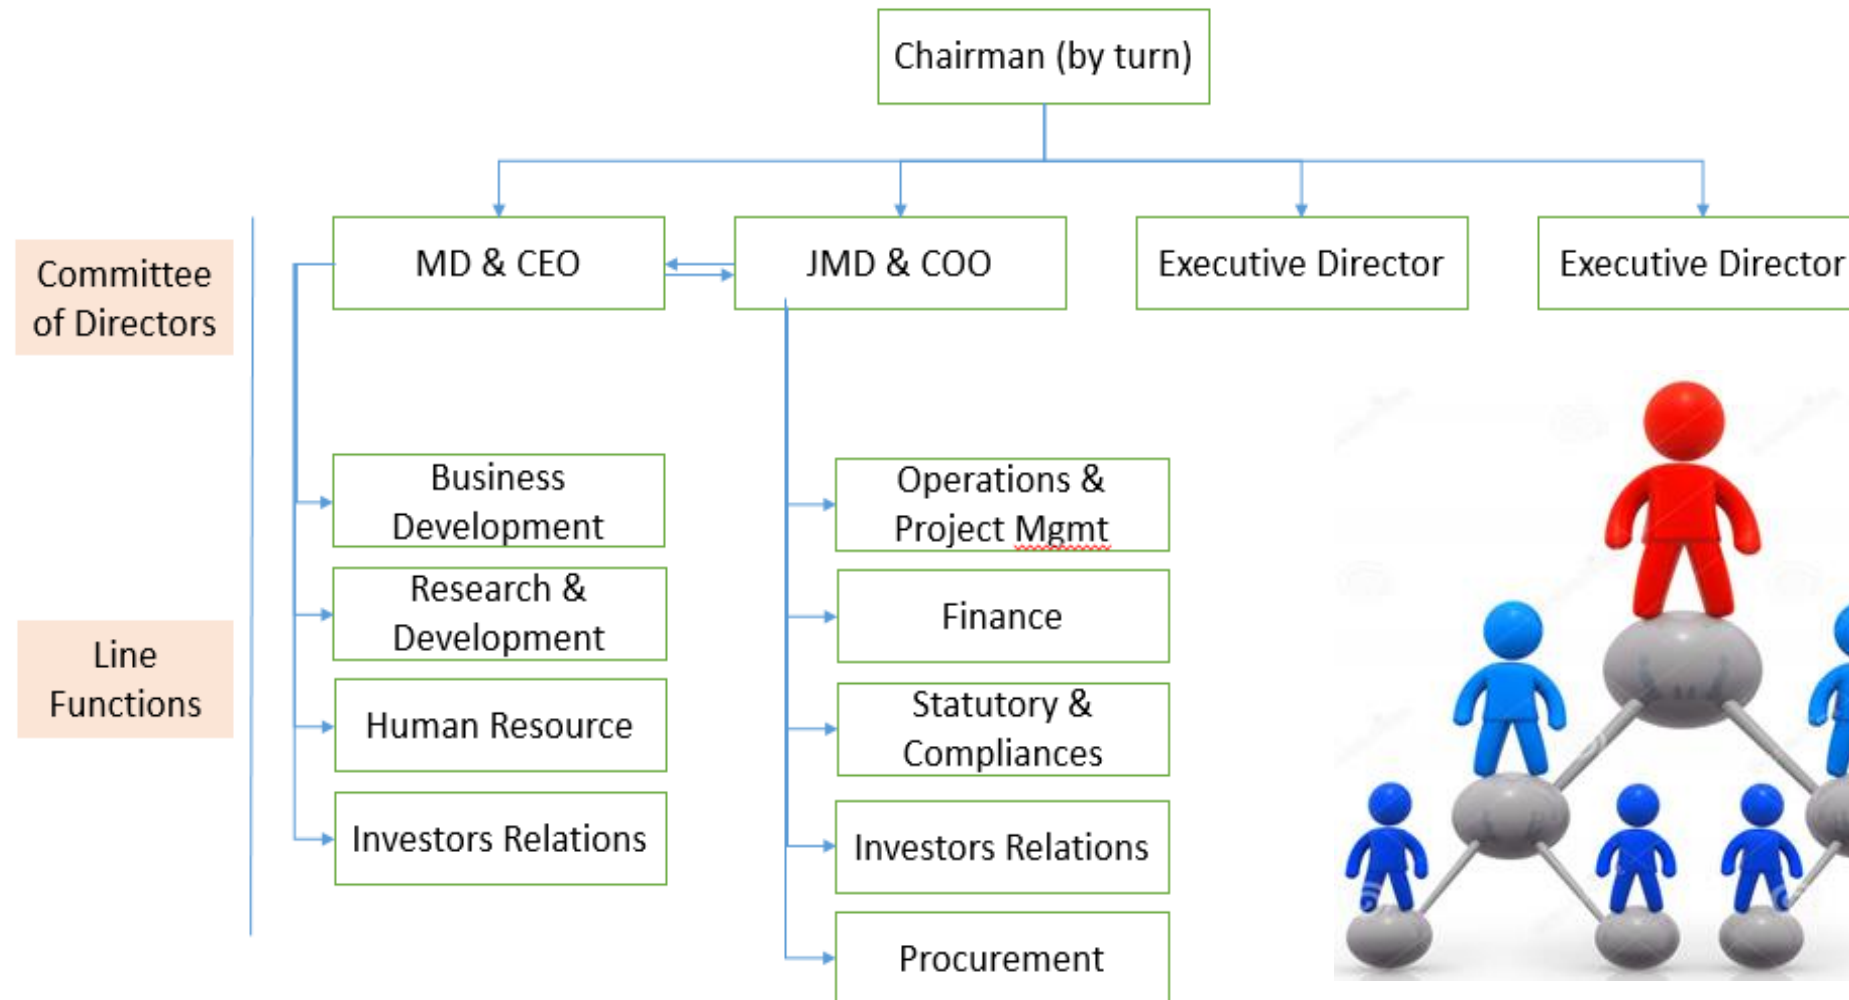 Chairman (by turn)
Committee
of Directors
MD & CEO
JMD & COO
Executive Director
Executive Director
Line
Functions
Business
Development
Research &
Development
Human Resource
Investors Relations
Operations &
Project Mgmt
Finance
Statutory &
Compliances
Investors Relations
Procurement